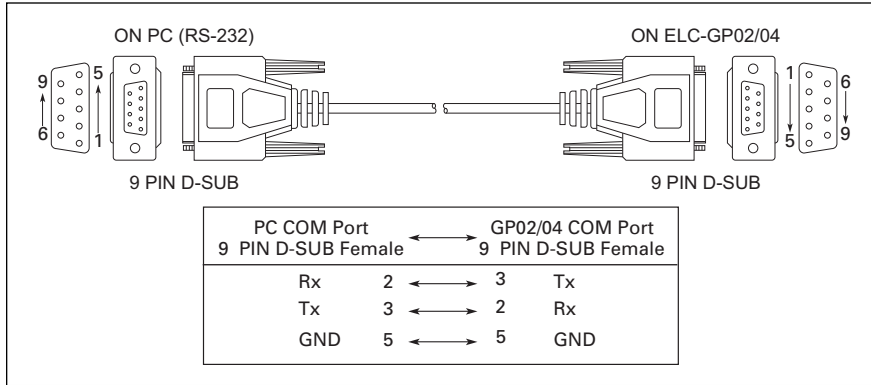 ON PC (RS-232)
ON ELC-GP02/04
9 5
6 1
1 6
5 9
9 PIN D-SUB
9 PIN D-SUB
PC COM Port GP02/04 COM Port
9 PIN D-SUB Female 9 PIN D-SUB Female
Rx 2 3 Tx
Tx 3 2 Rx
GND 5 5 GND